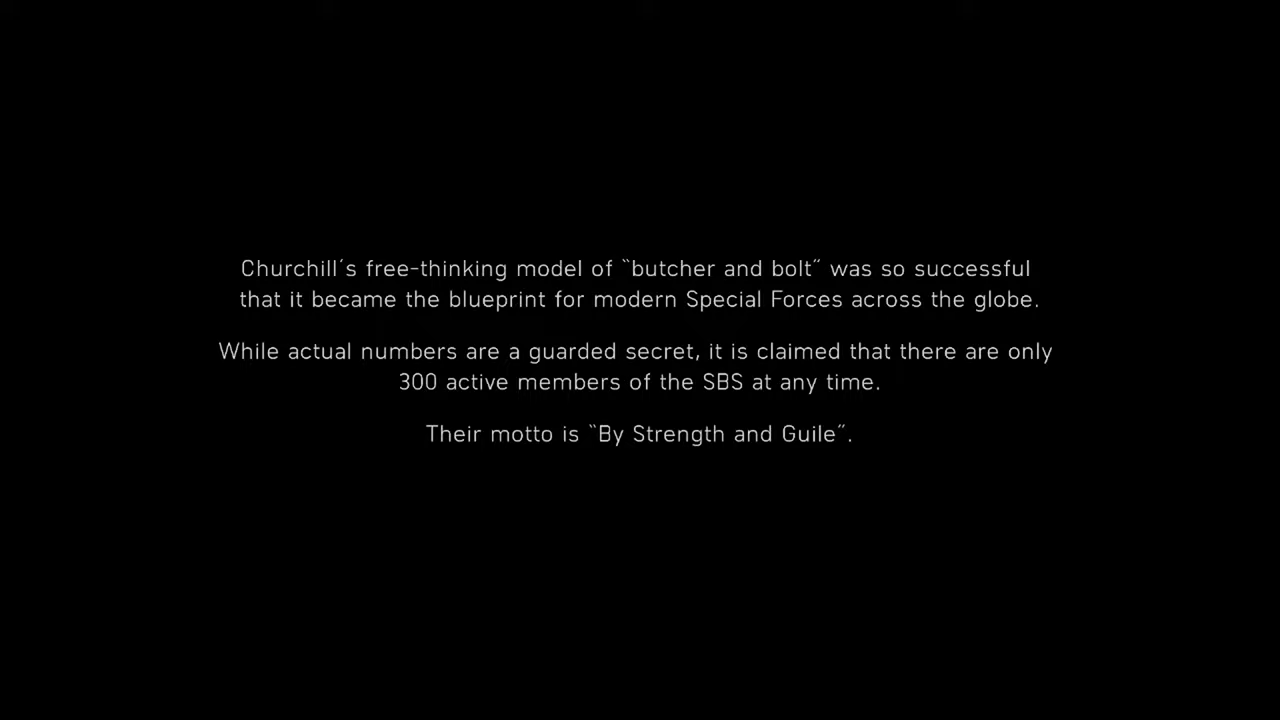 Churchill´s free-thinking model of “butcher and bolt” was so successful
that it became the blueprint for modern Special Forces across the globe.
While actual numbers are a guarded secret, it is claimed that there are only
300 active members of the SBS at any time.
Their motto is “By Strength and Guile”.